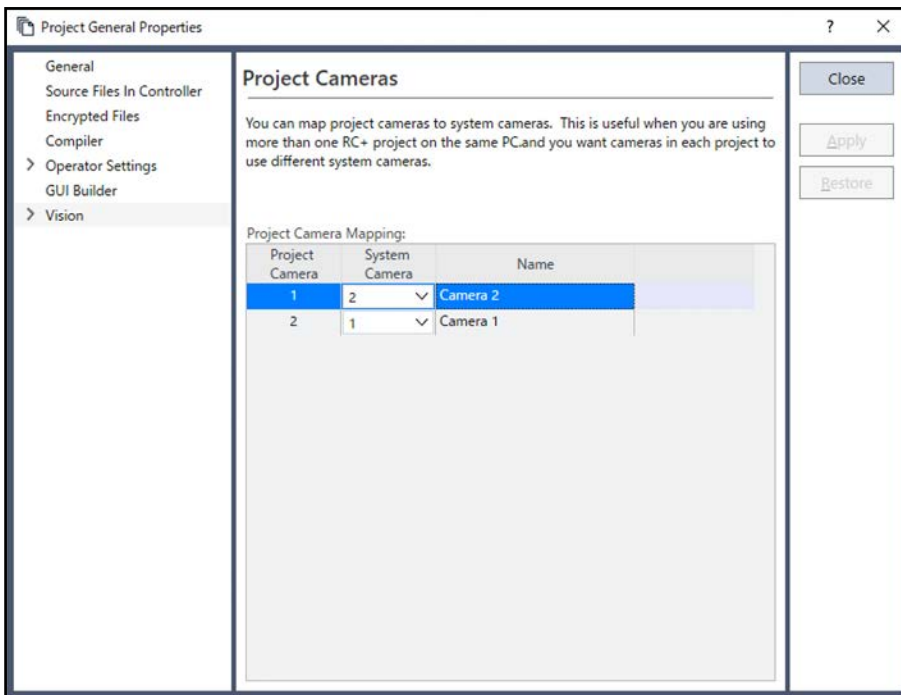 Project General Properties
?
General
Source Files In Controller
Encrypted Files
Compiler
Operator Settings
GUI Builder
Vision
Project Cameras
You can map project cameras to system cameras.  This is useful when you are using
more than one RC+ project on the same PC.and you want cameras in each project to
use different system cameras.
Project Camera Mapping:
Project Camera System Camera Name
1 2 Camera 2
2 1 Camera 1
Close
Apply
Restore